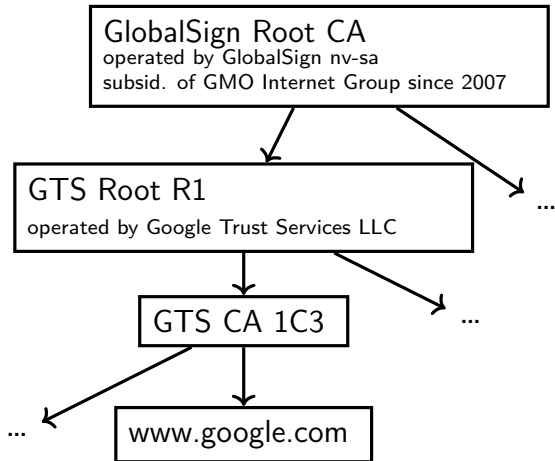 GlobalSign Root CA
operated by GlobalSign nv-sa
subsid. of GMO Internet Group since 2007
GTS Root R1
operated by Google Trust Services LLC
...
GTS CA 1C3
...
www.google.com
...